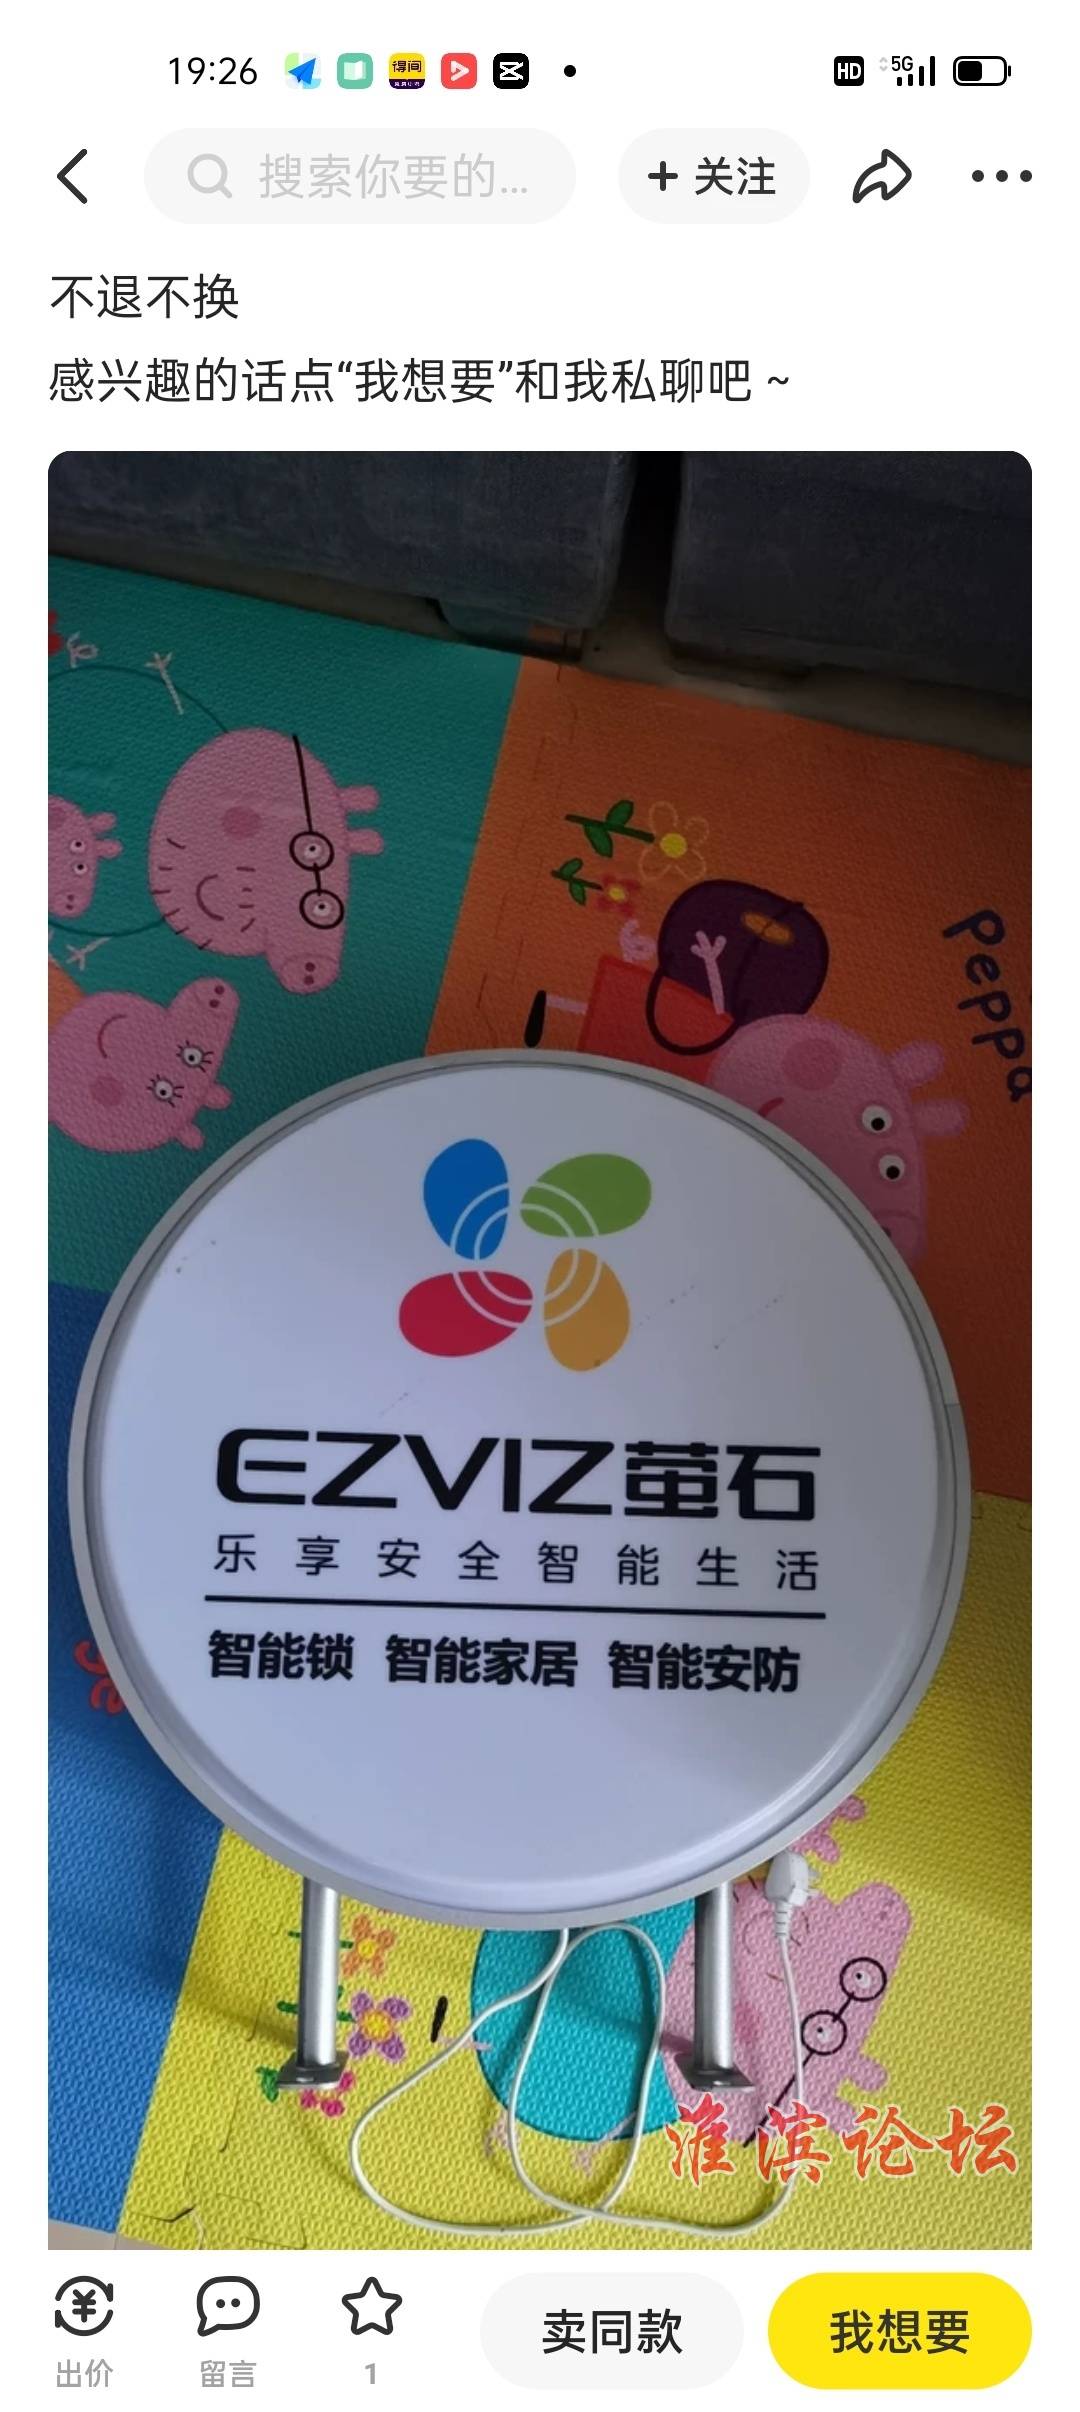 19:26
得间
HD
5G
搜索你要的...
+ 关注
不退不换
感兴趣的话点“我想要”和我私聊吧 ~
Peppa
EZVIZ萤石
乐享安全智能生活
智能锁 智能家居 智能安防
淮滨论坛
出价
留言
1
卖同款
我想要